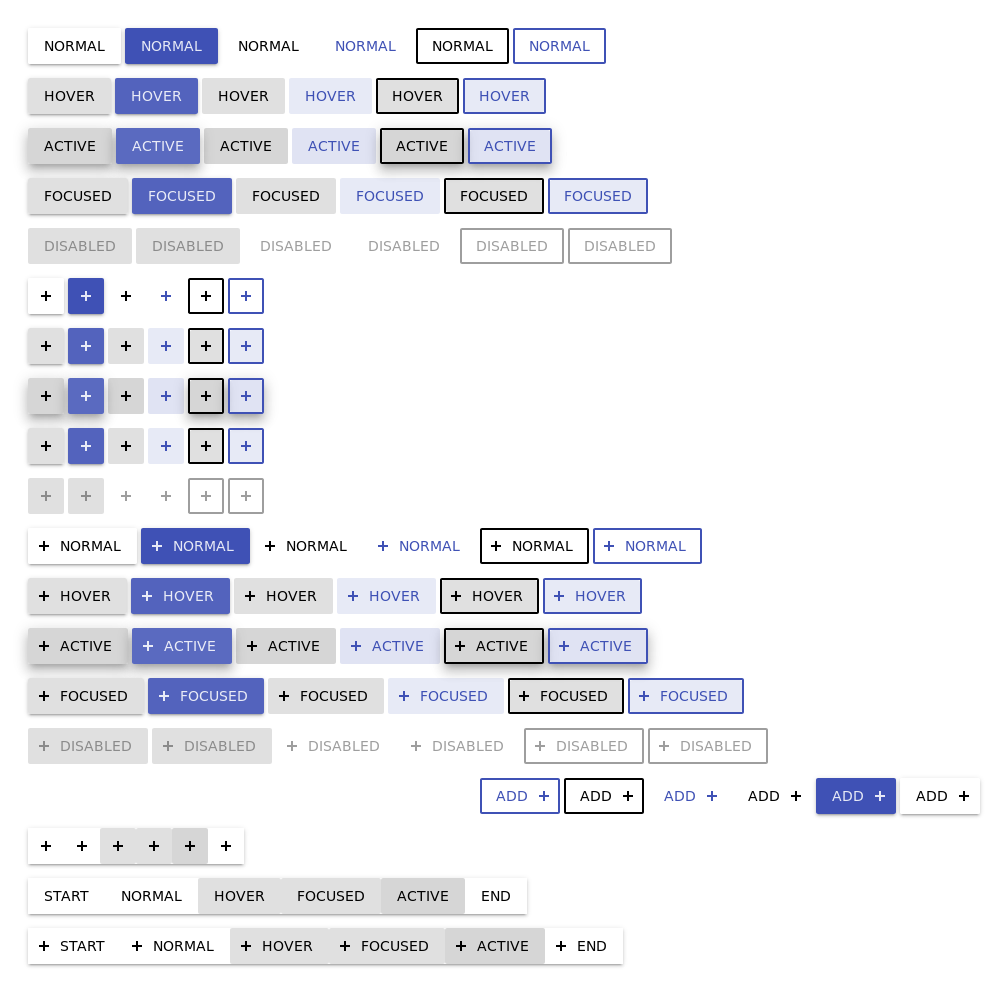 NORMAL NORMAL NORMAL NORMAL NORMAL NORMAL
HOVER HOVER HOVER HOVER HOVER HOVER
ACTIVE ACTIVE ACTIVE ACTIVE ACTIVE ACTIVE
FOCUSED FOCUSED FOCUSED FOCUSED FOCUSED FOCUSED
DISABLED DISABLED DISABLED DISABLED DISABLED DISABLED
+ + + + + +
+ + + + + +
+ + + + + +
+ + + + + +
+ + + + + +
+ NORMAL + NORMAL + NORMAL + NORMAL + NORMAL + NORMAL
+ HOVER + HOVER + HOVER + HOVER + HOVER + HOVER
+ ACTIVE + ACTIVE + ACTIVE + ACTIVE + ACTIVE + ACTIVE
+ FOCUSED + FOCUSED + FOCUSED + FOCUSED + FOCUSED + FOCUSED
+ DISABLED + DISABLED + DISABLED + DISABLED + DISABLED + DISABLED
ADD + ADD + ADD + ADD + ADD + ADD +
+ + + + + +
START NORMAL HOVER FOCUSED ACTIVE END
+ START + NORMAL + HOVER + FOCUSED + ACTIVE + END